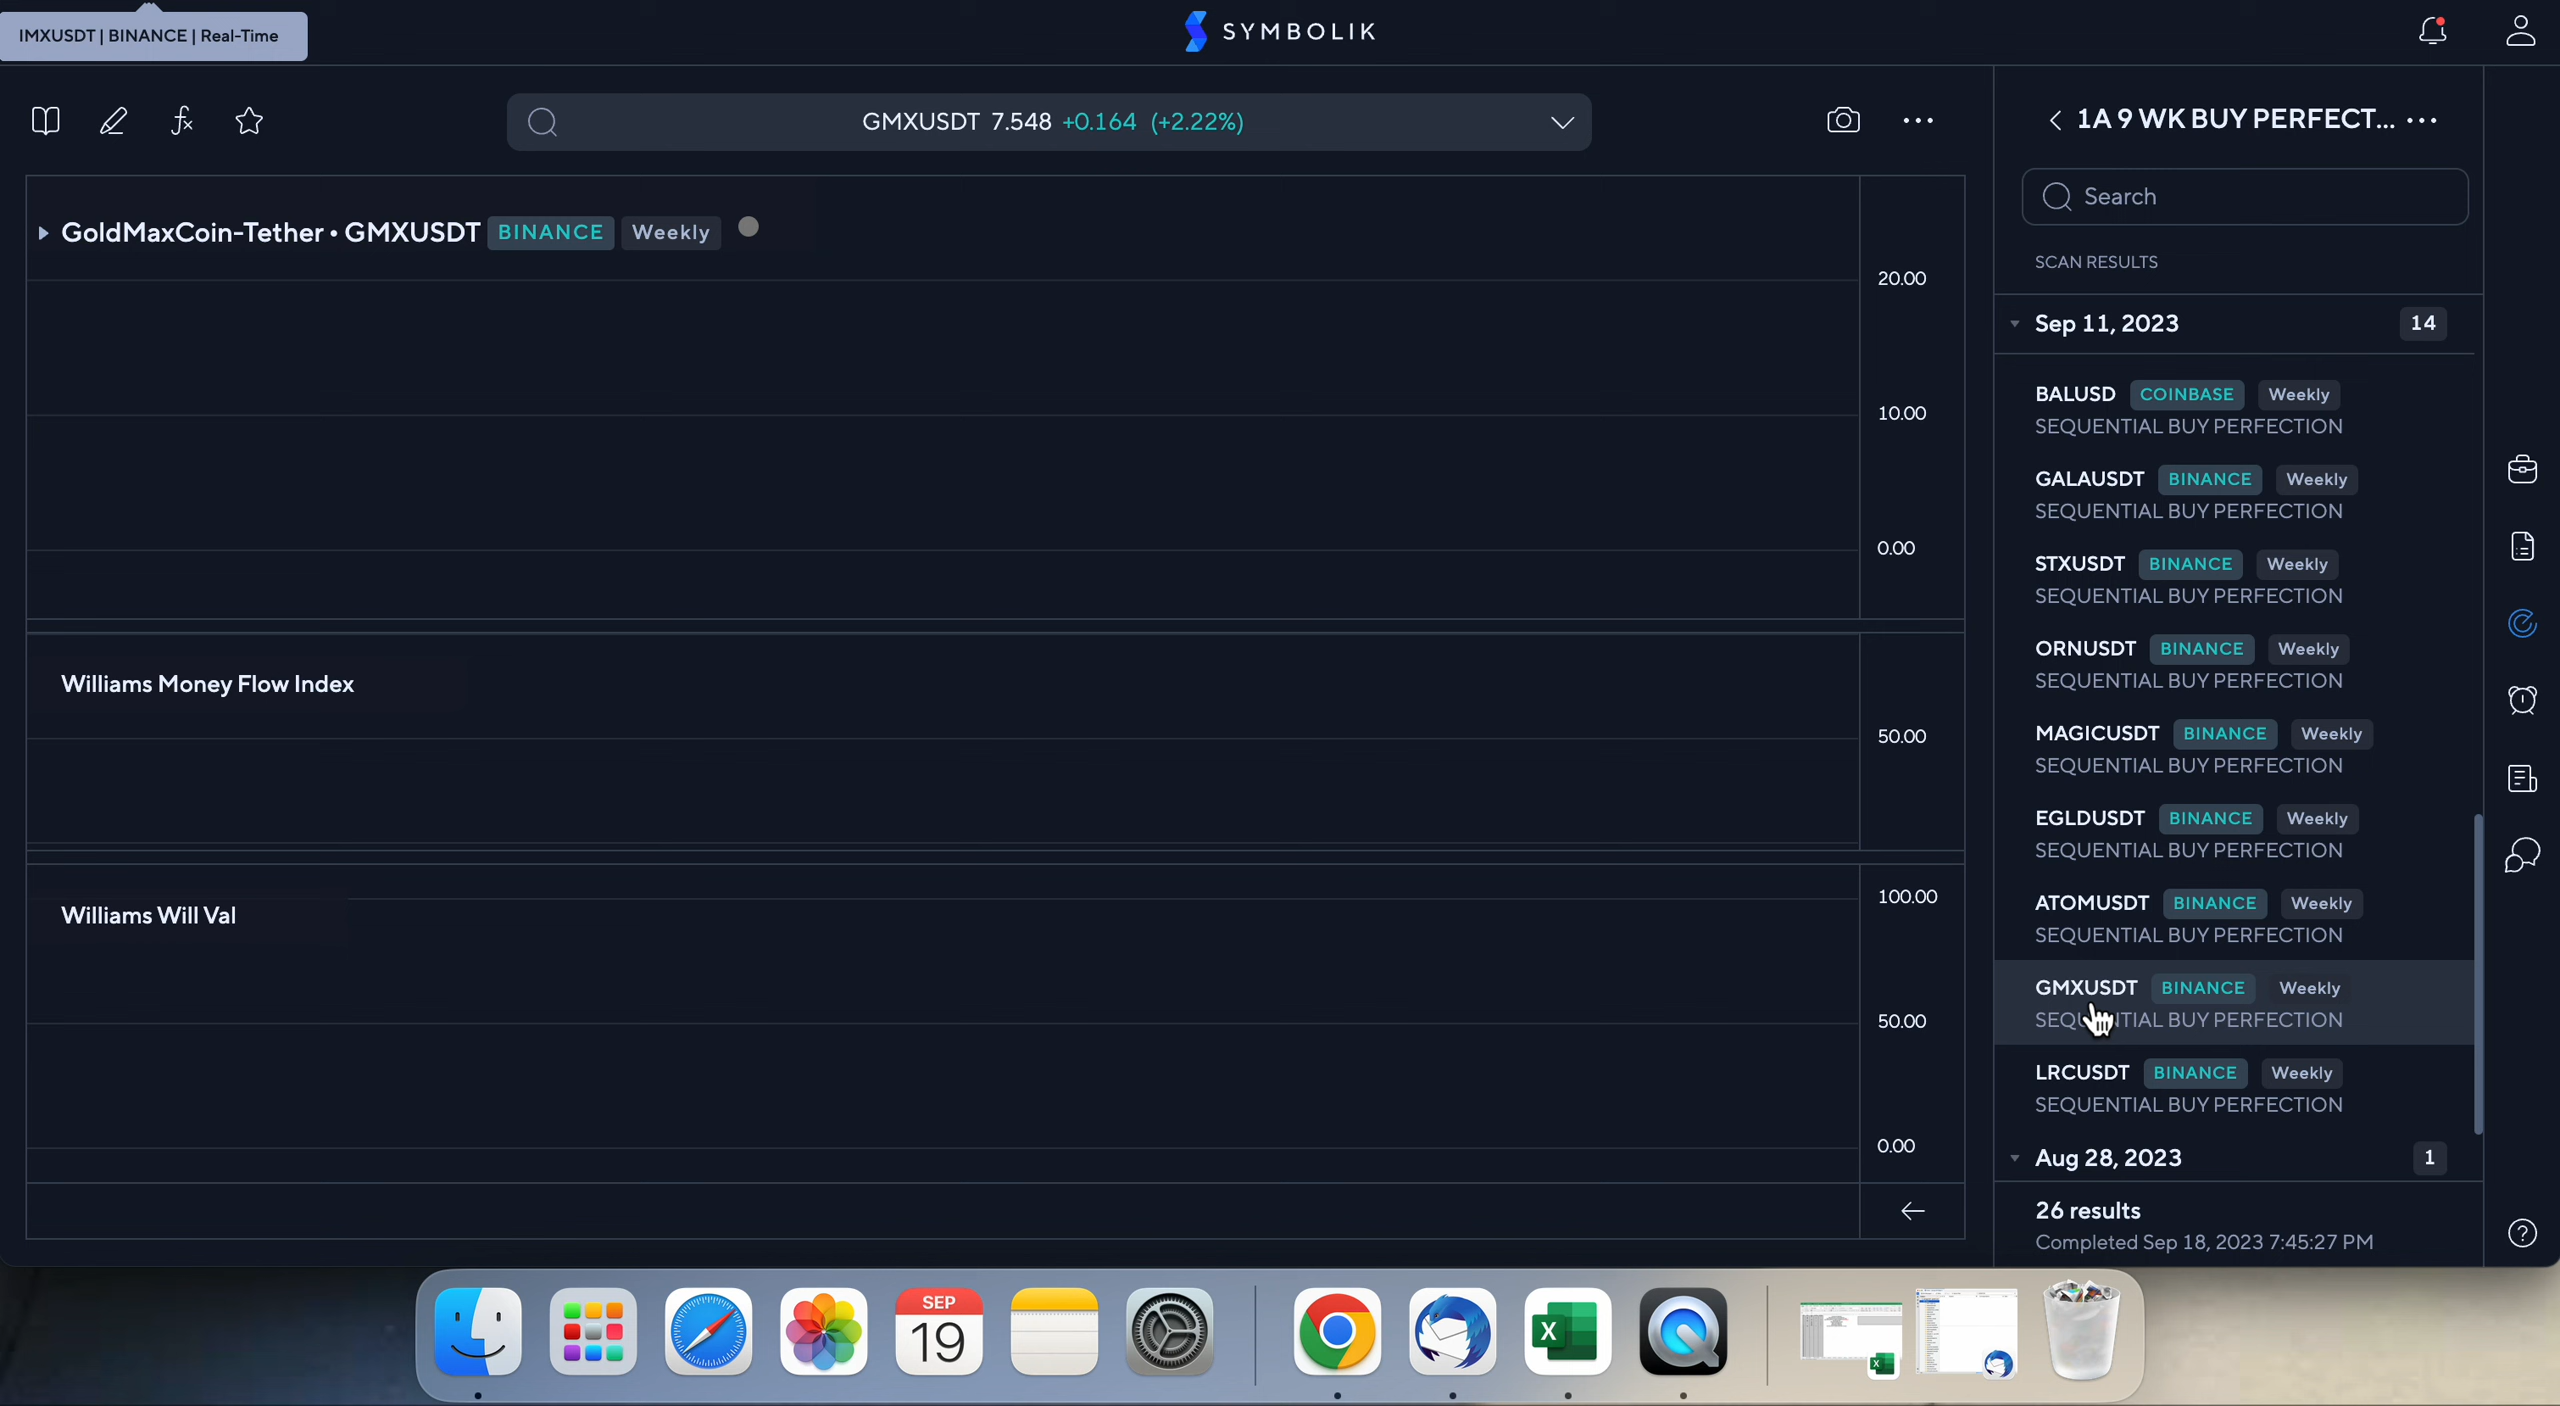 IMXUSDT | BINANCE | Real-Time
SYMBOLIK
GMXUSDT 7.548 +0.164 (+2.22%)
GoldMaxCoin-Tether • GMXUSDT BINANCE Weekly
20.00
10.00
0.00
Williams Money Flow Index
50.00
Williams Will Val
100.00
50.00
0.00
1A 9 WK BUY PERFECT...
Search
SCAN RESULTS
Sep 11, 2023 14
BALUSD COINBASE Weekly
SEQUENTIAL BUY PERFECTION
GALAUSDT BINANCE Weekly
SEQUENTIAL BUY PERFECTION
STXUSDT BINANCE Weekly
SEQUENTIAL BUY PERFECTION
ORNUSDT BINANCE Weekly
SEQUENTIAL BUY PERFECTION
MAGICUSDT BINANCE Weekly
SEQUENTIAL BUY PERFECTION
EGLDUSDT BINANCE Weekly
SEQUENTIAL BUY PERFECTION
ATOMUSDT BINANCE Weekly
SEQUENTIAL BUY PERFECTION
GMXUSDT BINANCE Weekly
SEQUENTIAL BUY PERFECTION
LRCUSDT BINANCE Weekly
SEQUENTIAL BUY PERFECTION
Aug 28, 2023 1
26 results
Completed Sep 18, 2023 7:45:27 PM
SEP
19